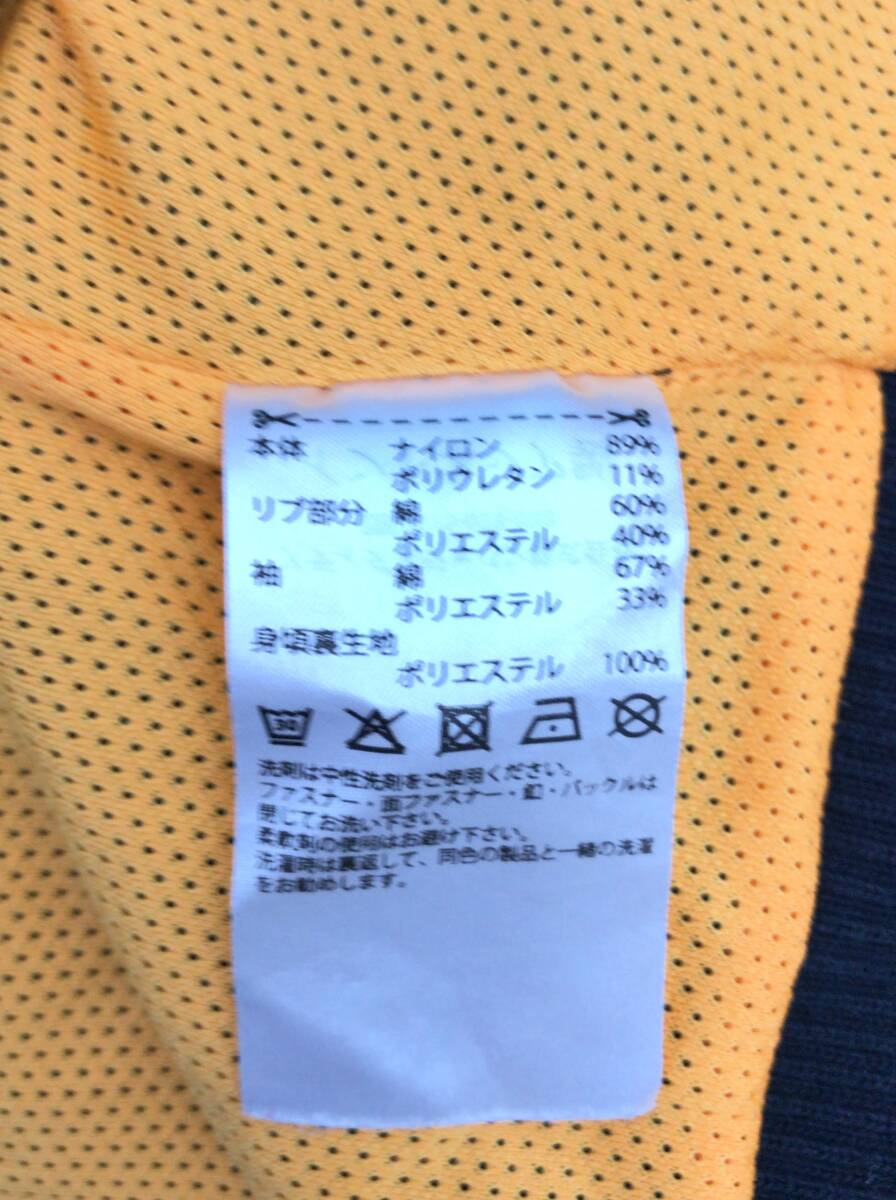 本体 ナイロン 89%
ポリウレタン 11%
リブ部分 綿 60%
ポリエステル 40%
袖 綿 67%
ポリエステル 33%
身頃裏生地
ポリエステル 100%
30
洗剤は中性洗剤をご使用ください。
ファスナー・面ファスナー・釦・バックルは
閉じてお洗い下さい。
柔軟剤の使用はお避け下さい。
洗濯時は裏返して、同色の製品と一緒の洗濯
をお勧めします。